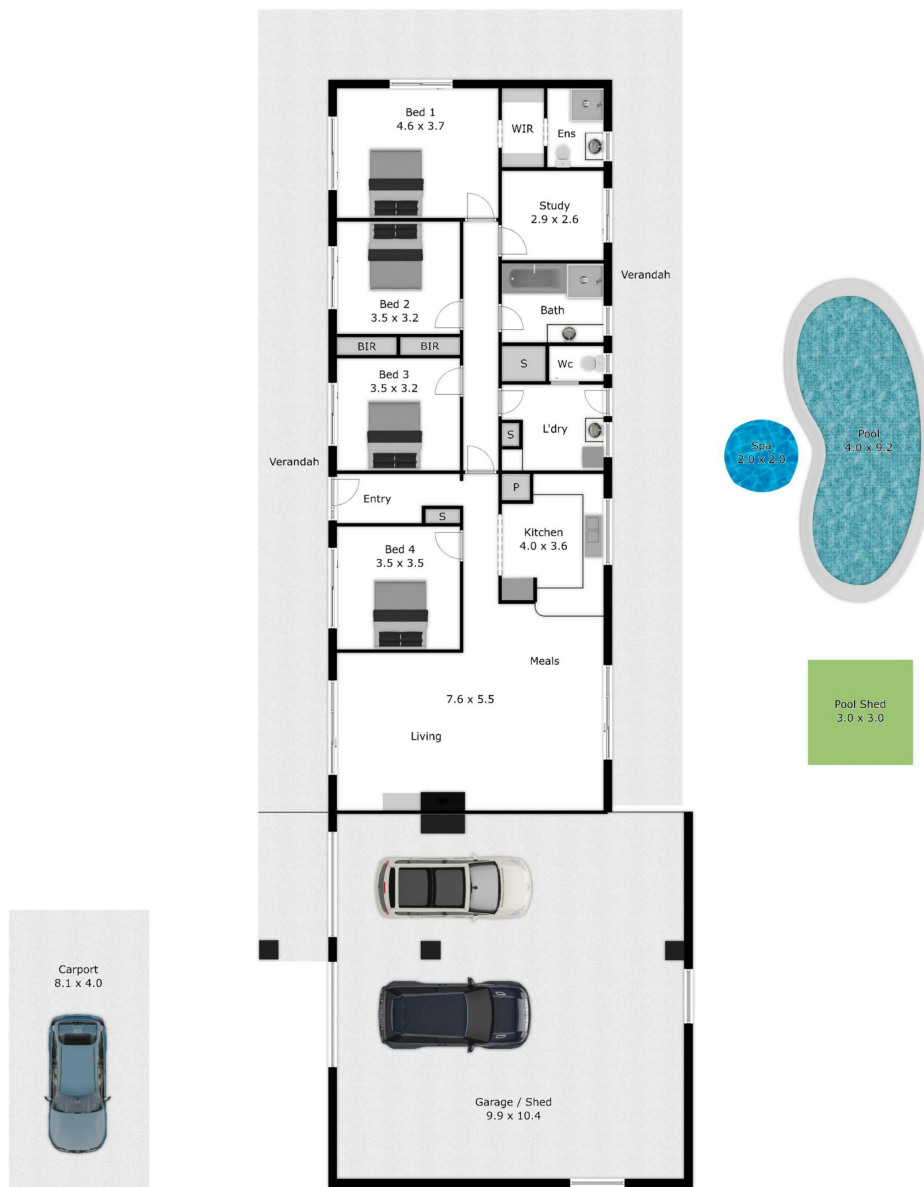 Bed 1
4.6 x 3.7
WIR
Ens
Study
2.9 x 2.6
Verandah
Bath
Bed 2
3.5 x 3.2
BIR
BIR
S
Wc
Bed 3
3.5 x 3.2
L'dry
S
Verandah
Pool
4.0 x 9.2
Spa
2.0 x 2.0
Entry
P
S
Kitchen
4.0 x 3.6
Bed 4
3.5 x 3.5
Meals
7.6 x 5.5
Living
Pool Shed
3.0 x 3.0
Carport
8.1 x 4.0
Garage / Shed
9.9 x 10.4